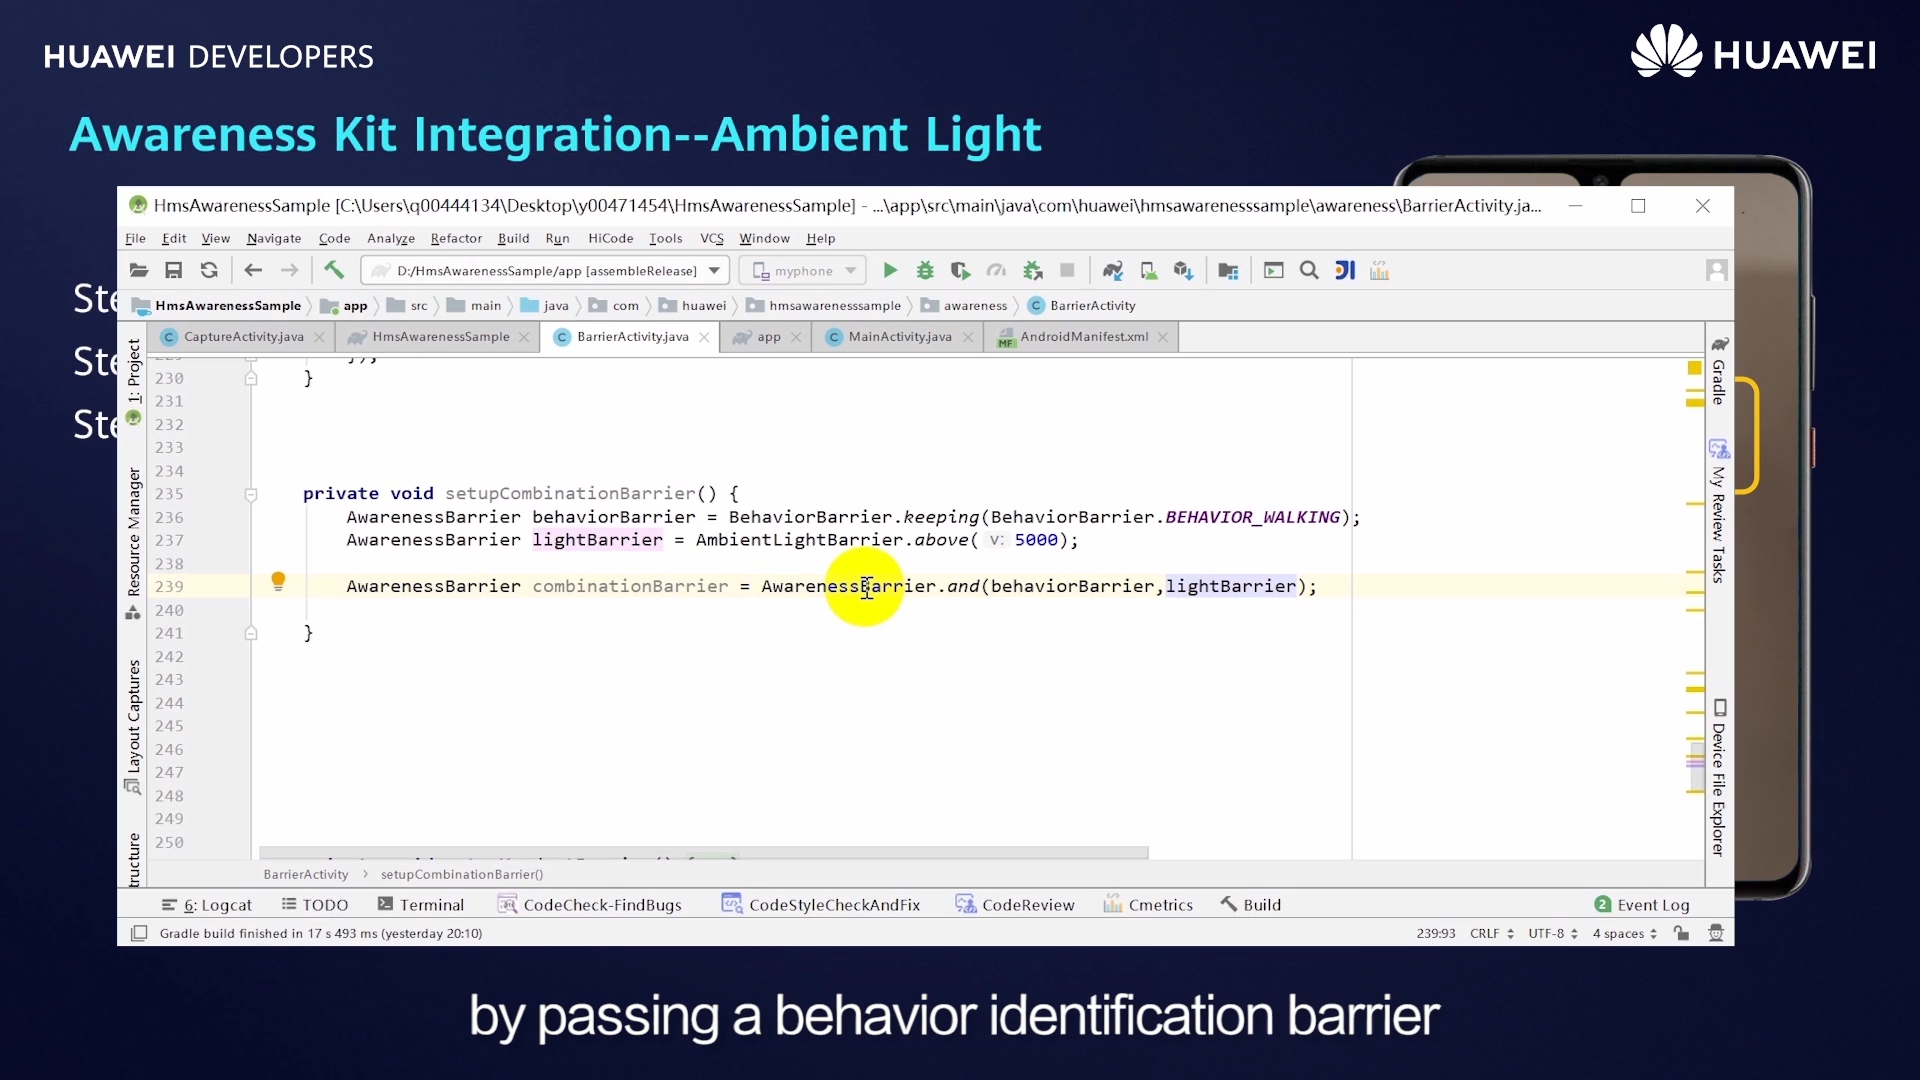 HUAWEI DEVELOPERS
HUAWEI
Awareness Kit Integration--Ambient Light
Ste
Ste
Ste
HmsAwarenessSample [C:\Users\q00444134\Desktop\y00471454\HmsAwarenessSample] - ...\app\src\main\java\com\huawei\hmsawarenesssample\awareness\BarrierActivity.ja...
File Edit View Navigate Code Analyze Refactor Build Run HiCode Tools VCS Window Help
D:/HmsAwarenessSample/app [assembleRelease] myphone
HmsAwarenessSample app src main java com huawei hmsawarenesssample awareness BarrierActivity
CaptureActivity.java HmsAwarenessSample BarrierActivity.java app MainActivity.java AndroidManifest.xml
1: Project
Resource Manager
Layout Captures
tructure
229 });
230 }
231
232
233
234
235 private void setupCombinationBarrier() {
236 AwarenessBarrier behaviorBarrier = BehaviorBarrier.keeping(BehaviorBarrier.BEHAVIOR_WALKING);
237 AwarenessBarrier lightBarrier = AmbientLightBarrier.above( v: 5000);
238
239 AwarenessBarrier combinationBarrier = AwarenessBarrier.and(behaviorBarrier,lightBarrier);
240
241 }
242
243
244
245
246
247
248
249
250
Gradle
My Review Tasks
Device File Explorer
BarrierActivity > setupCombinationBarrier()
6: Logcat TODO Terminal CodeCheck-FindBugs CodeStyleCheckAndFix CodeReview Cmetrics Build 2 Event Log
Gradle build finished in 17 s 493 ms (yesterday 20:10) 239:93 CRLF UTF-8 4 spaces
by passing a behavior identification barrier